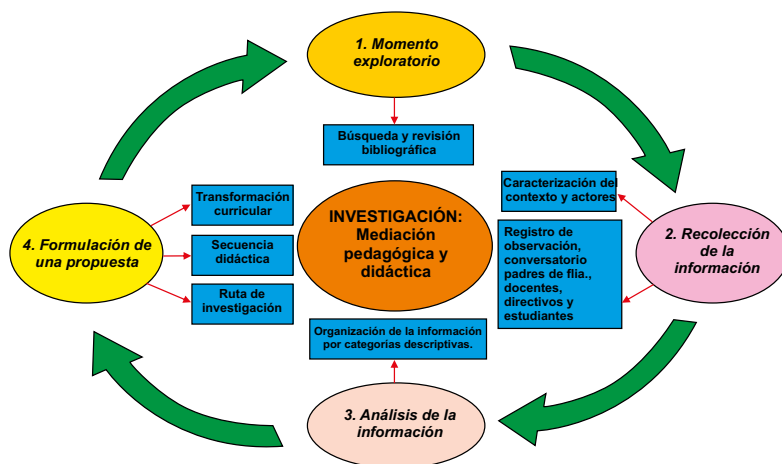 1. Momento
exploratorio
Búsqueda y revisión
bibliográfica
Caracterización del
contexto y actores
2. Recolección
de la
información
Registro de
observación,
conversatorio
padres de flia.,
docentes,
directivos y
estudiantes
INVESTIGACIÓN:
Mediación
pedagógica y
didáctica
Organización de la información
por categorías descriptivas.
3. Análisis de la
información
4. Formulación de
una propuesta
Transformación
curricular
Secuencia
didáctica
Ruta de
investigación